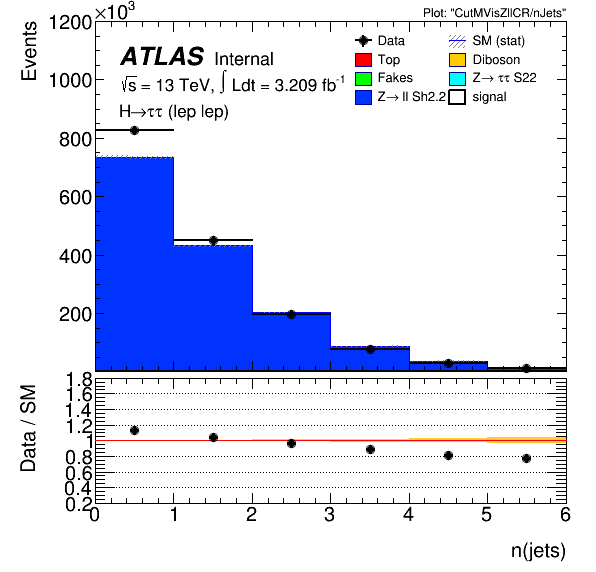 Plot: "CutMVisZllCR/nJets"
×10³
Events
1200
1000
800
600
400
200
ATLAS Internal
√s = 13 TeV, ∫ Ldt = 3.209 fb⁻¹
H→ττ (lep lep)
Data
SM (stat)
Top
Diboson
Fakes
Z→ ττ S22
Z→ ll Sh2.2
signal
Data / SM
1.8
1.6
1.4
1.2
1
0.8
0.6
0.4
0.2
0 1 2 3 4 5 6
n(jets)